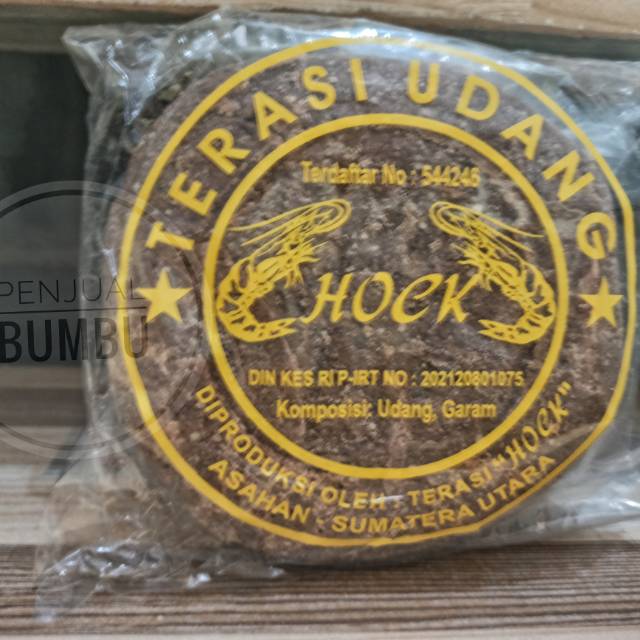 TERASI UDANG
Terdaftar No : 544245
HOCK
DIN KES RI P-IRT NO : 202120801075
Komposisi: Udang, Garam
DIPRODUKSI OLEH : TERASI "HOCK"
ASAHAN - SUMATERA UTARA
PENJUAL
BUMBU